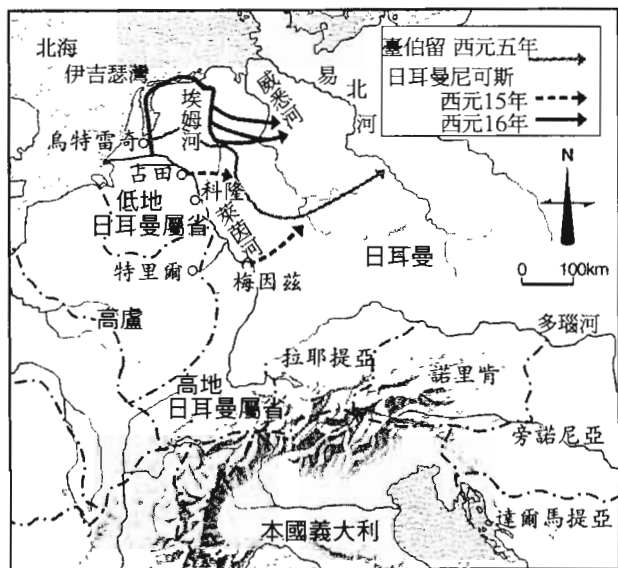 北海
伊吉瑟灣
埃姆河
威悉河
易北河
臺伯留 西元五年
日耳曼尼可斯
西元15年
西元16年
烏特雷奇
古田
科隆
萊茵河
低地
日耳曼屬省
特里爾
梅因茲
日耳曼
N
0 100km
高盧
多瑙河
拉耶提亞
諾里肯
高地
日耳曼屬省
旁諾尼亞
達爾馬提亞
本國義大利